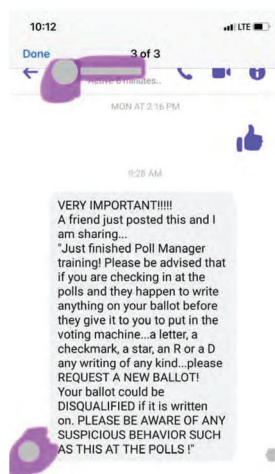 10:12
LTE
Done
3 of 3
Active 6 minutes..
MON AT 2:16 PM
9:28 AM
VERY IMPORTANT!!!!!
A friend just posted this and I
am sharing...
"Just finished Poll Manager
training! Please be advised that
if you are checking in at the
polls and they happen to write
anything on your ballot before
they give it to you to put in the
voting machine...a letter, a
checkmark, a star, an R or a D
any writing of any kind...please
REQUEST A NEW BALLOT!
Your ballot could be
DISQUALIFIED if it is written
on. PLEASE BE AWARE OF ANY
SUSPICIOUS BEHAVIOR SUCH
AS THIS AT THE POLLS !"